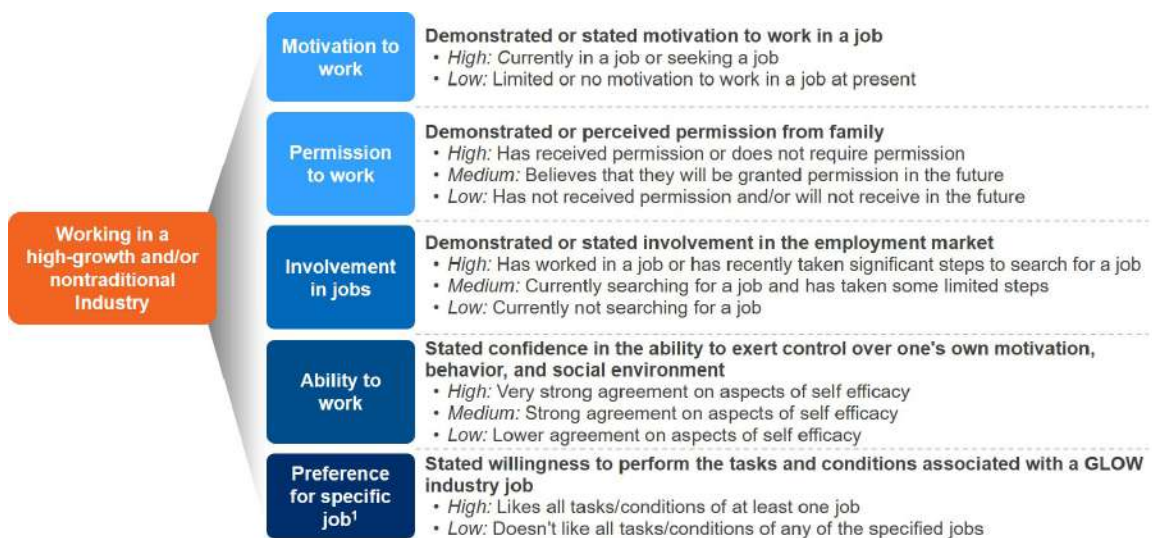 Working in a
high-growth and/or
nontraditional
Industry
Motivation to
work
Demonstrated or stated motivation to work in a job
• High: Currently in a job or seeking a job
• Low: Limited or no motivation to work in a job at present
Permission
to work
Demonstrated or perceived permission from family
• High: Has received permission or does not require permission
• Medium: Believes that they will be granted permission in the future
• Low: Has not received permission and/or will not receive in the future
Involvement
in jobs
Demonstrated or stated involvement in the employment market
• High: Has worked in a job or has recently taken significant steps to search for a job
• Medium: Currently searching for a job and has taken some limited steps
• Low: Currently not searching for a job
Ability to
work
Stated confidence in the ability to exert control over one's own motivation,
behavior, and social environment
• High: Very strong agreement on aspects of self efficacy
• Medium: Strong agreement on aspects of self efficacy
• Low: Lower agreement on aspects of self efficacy
Preference
for specific
job¹
Stated willingness to perform the tasks and conditions associated with a GLOW
industry job
• High: Likes all tasks/conditions of at least one job
• Low: Doesn't like all tasks/conditions of any of the specified jobs